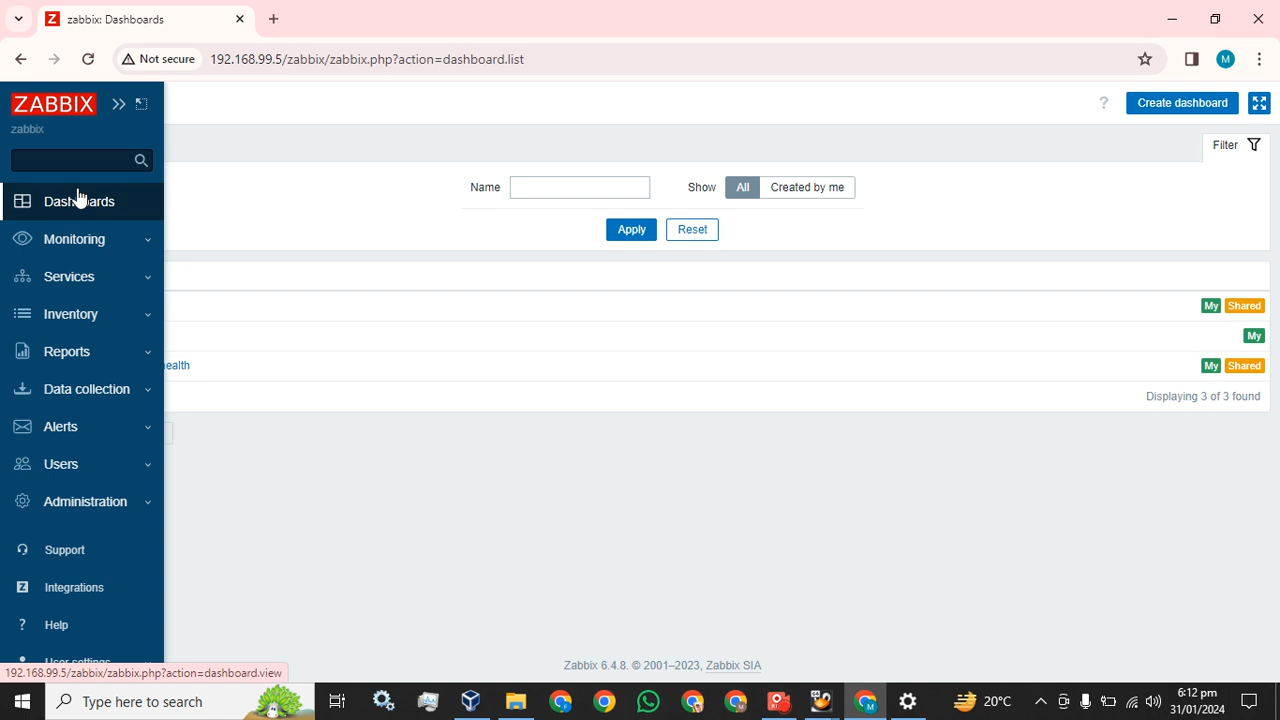 zabbix: Dashboards
Not secure
192.168.99.5/zabbix/zabbix.php?action=dashboard.list
M
ZABBIX
zabbix
?
Create dashboard
Filter
Name
Show
All
Created by me
Apply
Reset
Dashboards
Monitoring
Services
Inventory
Reports
Data collection
Alerts
Users
Administration
Support
Integrations
Help
User settings
My Shared
My
ealth
My Shared
Displaying 3 of 3 found
192.168.99.5/zabbix/zabbix.php?action=dashboard.view
Zabbix 6.4.8. © 2001–2023, Zabbix SIA
Type here to search
20°C
6:12 pm
31/01/2024